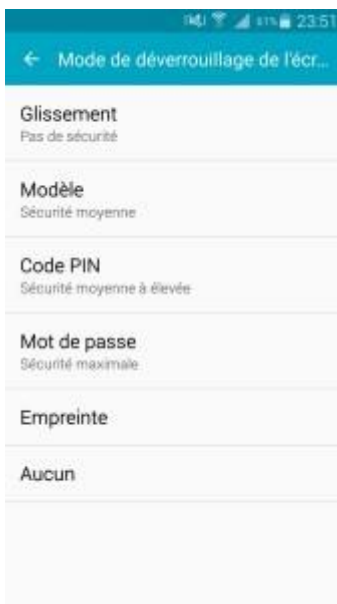 61% 23:51
Mode de déverrouillage de l'écr...
Glissement
Pas de sécurité
Modèle
Sécurité moyenne
Code PIN
Sécurité moyenne à élevée
Mot de passe
Sécurité maximale
Empreinte
Aucun